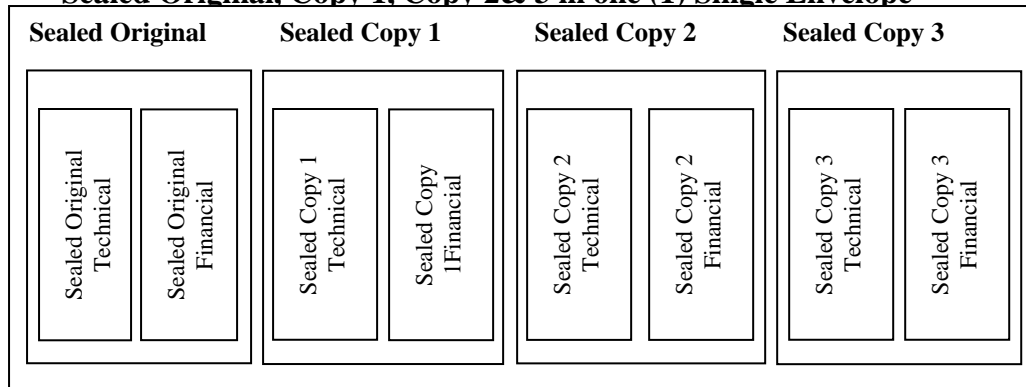 Sealed Original, Copy 1, Copy 2& 3 in one (1) Single Envelope
Sealed Original
Sealed Copy 1
Sealed Copy 2
Sealed Copy 3
Sealed Original
Technical
Sealed Original
Financial
Sealed Copy 1
Technical
Sealed Copy
1Financial
Sealed Copy 2
Technical
Sealed Copy 2
Financial
Sealed Copy 3
Technical
Sealed Copy 3
Financial